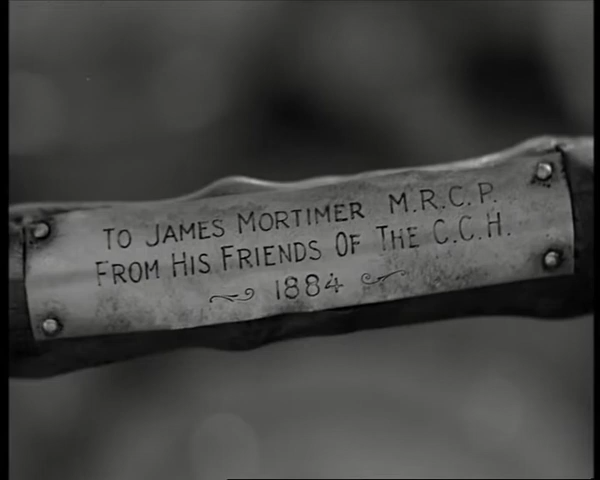 TO JAMES MORTIMER M.R.C.P.
FROM HIS FRIENDS OF THE C.C.H.
1884